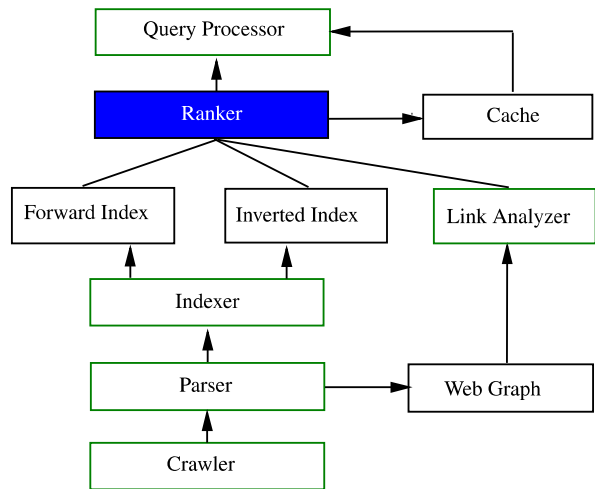 Query Processor
Ranker
Cache
Forward Index
Inverted Index
Link Analyzer
Indexer
Parser
Web Graph
Crawler